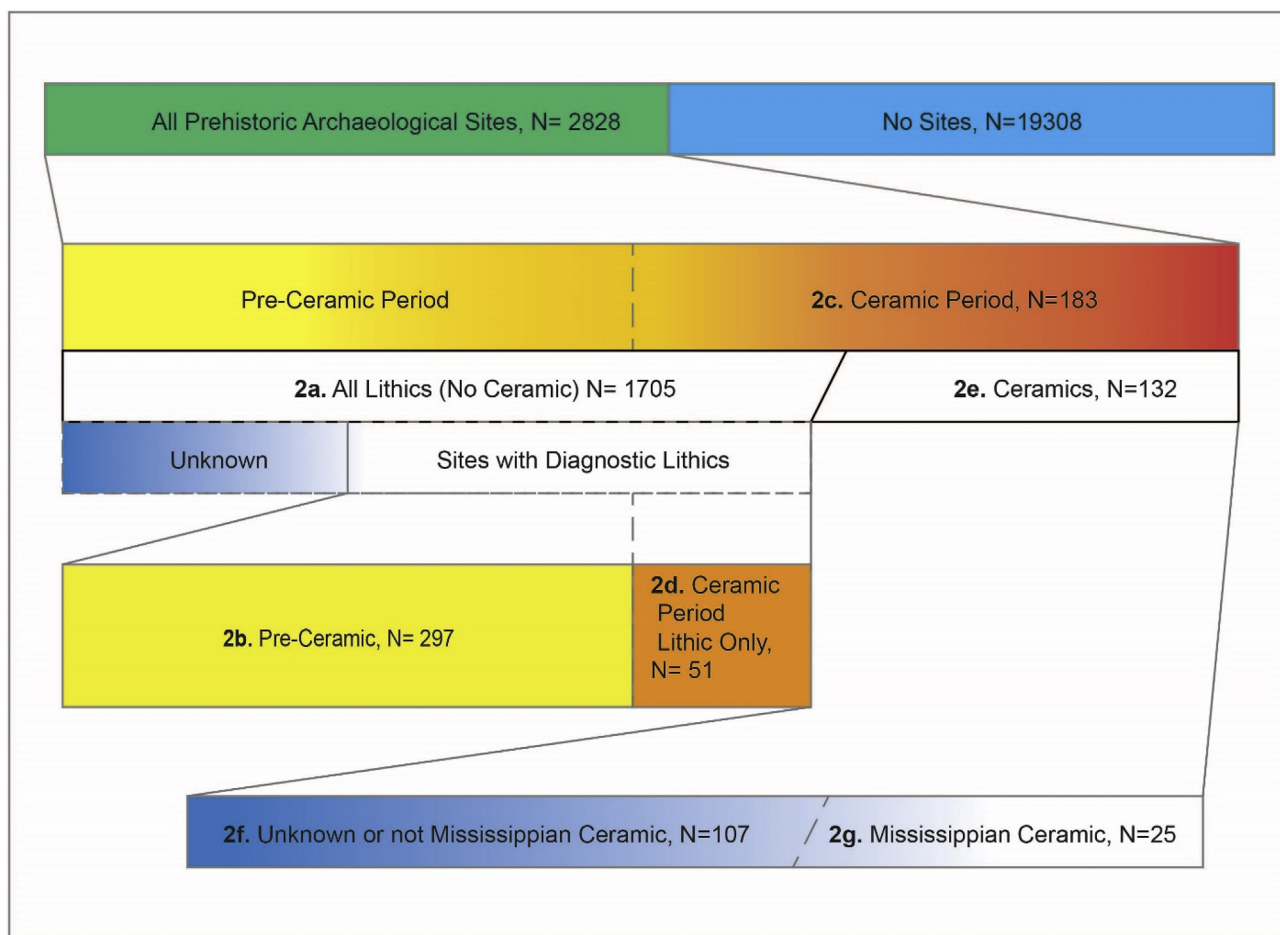 All Prehistoric Archaeological Sites, N= 2828
No Sites, N=19308
Pre-Ceramic Period
2c. Ceramic Period, N=183
2a. All Lithics (No Ceramic) N= 1705
2e. Ceramics, N=132
Unknown
Sites with Diagnostic Lithics
2b. Pre-Ceramic, N= 297
2d. Ceramic
Period
Lithic Only,
N= 51
2f. Unknown or not Mississippian Ceramic, N=107
2g. Mississippian Ceramic, N=25